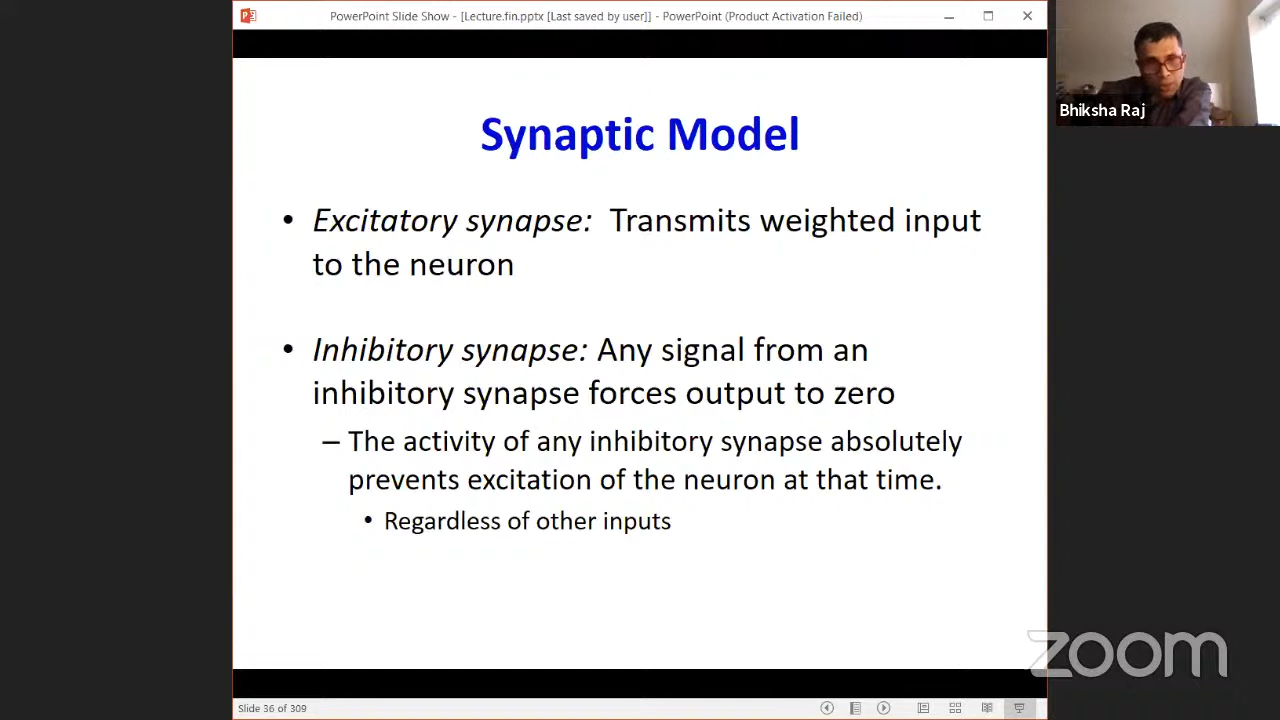 PowerPoint Slide Show - [Lecture.fin.pptx [Last saved by user]] - PowerPoint (Product Activation Failed)
Bhiksha Raj
Synaptic Model
• Excitatory synapse: Transmits weighted input
to the neuron
• Inhibitory synapse: Any signal from an
inhibitory synapse forces output to zero
– The activity of any inhibitory synapse absolutely
prevents excitation of the neuron at that time.
• Regardless of other inputs
zoom
Slide 36 of 309